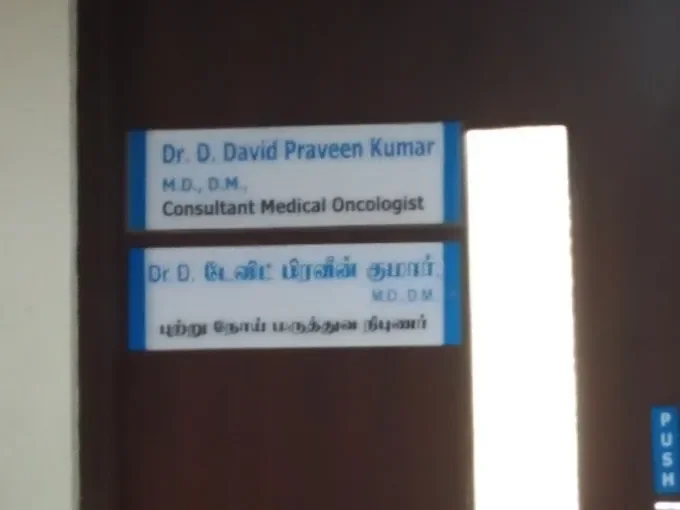 Dr. D. David Praveen Kumar
M.D., D.M.,
Consultant Medical Oncologist
Dr D. டேவிட் பிரவீன் குமார்,
M.D. D.M.
புற்று நோய் மருத்துவ நிபுணர்
PUSH